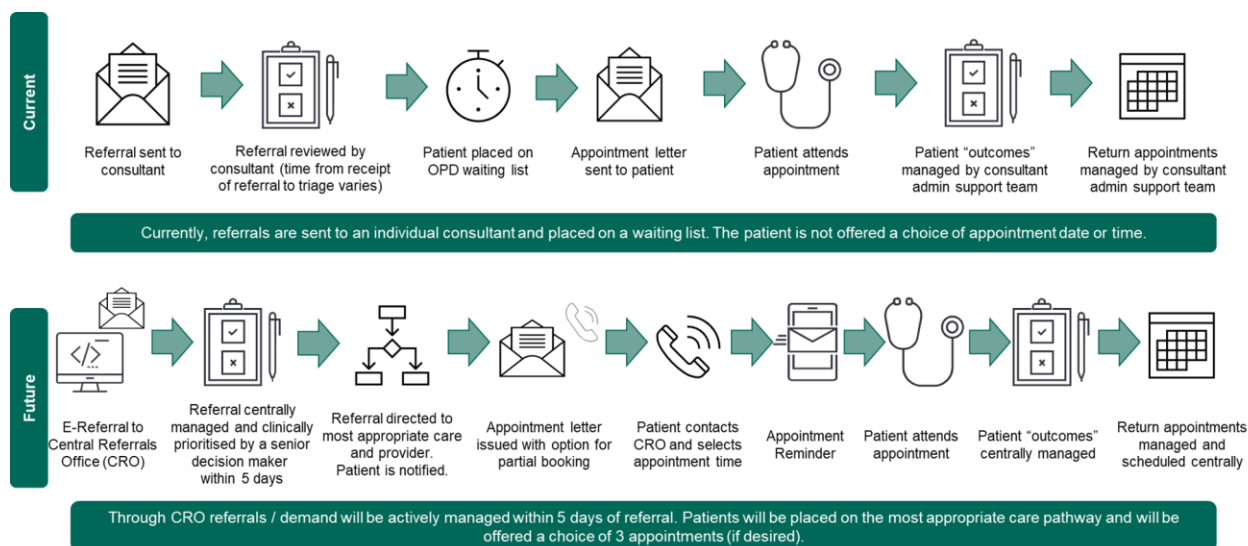 Current
Referral sent to
consultant
Referral reviewed by
consultant (time from receipt
of referral to triage varies)
Patient placed on
OPD waiting list
Appointment letter
sent to patient
Patient attends
appointment
Patient “outcomes”
managed by consultant
admin support team
Return appointments
managed by consultant
admin support team
Currently, referrals are sent to an individual consultant and placed on a waiting list. The patient is not offered a choice of appointment date or time.
Future
</>
E-Referral to
Central Referrals
Office (CRO)
Referral centrally
managed and clinically
prioritised by a senior
decision maker
within 5 days
Referral directed to
most appropriate care
and provider.
Patient is notified.
Appointment letter
issued with option for
partial booking
Patient contacts
CRO and selects
appointment time
Appointment
Reminder
Patient attends
appointment
Patient “outcomes”
centrally managed
Return appointments
managed and
scheduled centrally
Through CRO referrals / demand will be actively managed within 5 days of referral. Patients will be placed on the most appropriate care pathway and will be
offered a choice of 3 appointments (if desired).